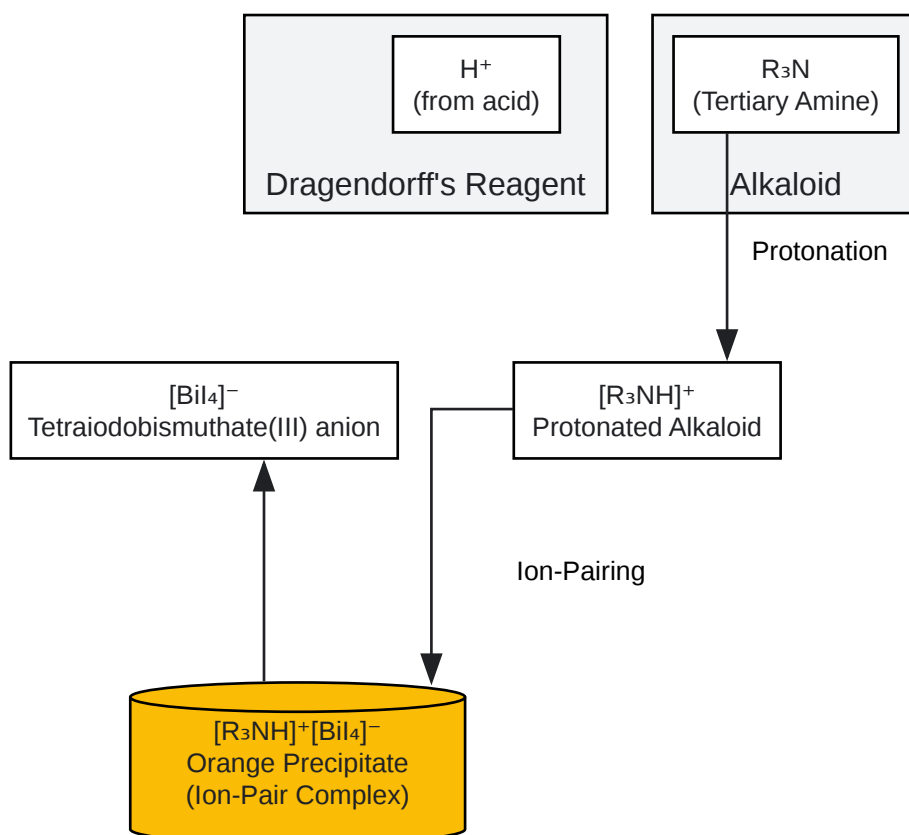 H⁺
(from acid)
Dragendorff's Reagent
R₃N
(Tertiary Amine)
Alkaloid
Protonation
[BiI₄]⁻
Tetraiodobismuthate(III) anion
[R₃NH]⁺
Protonated Alkaloid
Ion-Pairing
[R₃NH]⁺[BiI₄]⁻
Orange Precipitate
(Ion-Pair Complex)